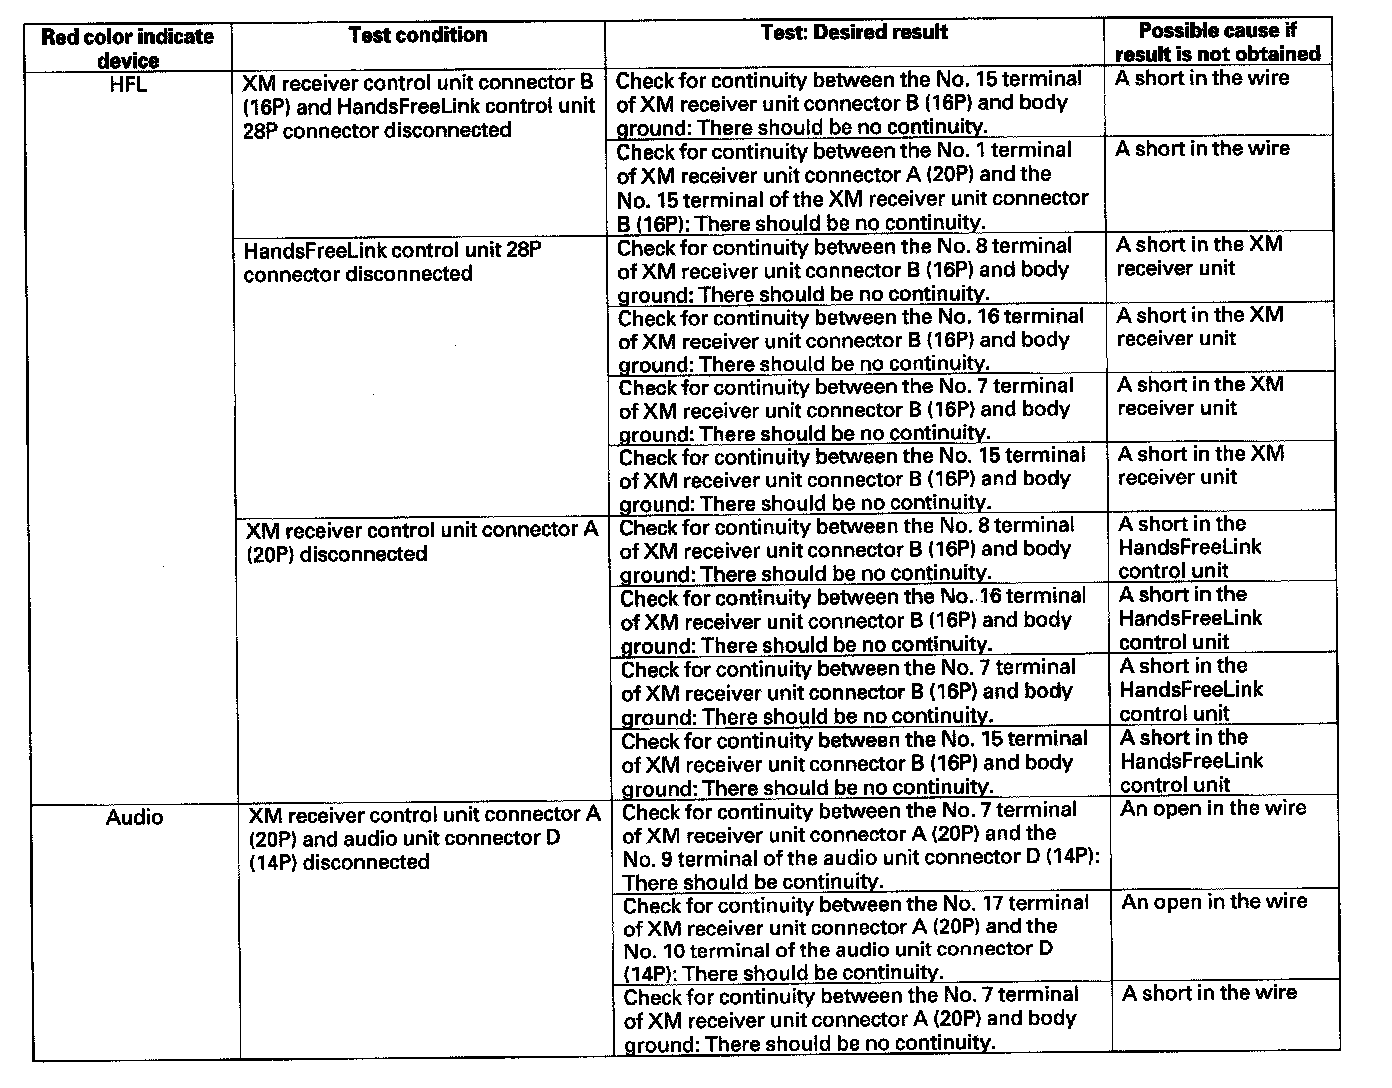 Red color indicate
device
Test condition
Test: Desired result
Possible cause if
result is not obtained
HFL
XM receiver control unit connector B
(16P) and HandsFreeLink control unit
28P connector disconnected
Check for continuity between the No. 15 terminal
of XM receiver unit connector B (16P) and body
ground: There should be no continuity.
A short in the wire
Check for continuity between the No. 1 terminal
of XM receiver unit connector A (20P) and the
No. 15 terminal of the XM receiver unit connector
B (16P): There should be no continuity.
A short in the wire
HandsFreeLink control unit 28P
connector disconnected
Check for continuity between the No. 8 terminal
of XM receiver unit connector B (16P) and body
ground: There should be no continuity.
A short in the XM
receiver unit
Check for continuity between the No. 16 terminal
of XM receiver unit connector B (16P) and body
ground: There should be no continuity.
A short in the XM
receiver unit
Check for continuity between the No. 7 terminal
of XM receiver unit connector B (16P) and body
ground: There should be no continuity.
A short in the XM
receiver unit
Check for continuity between the No. 15 terminal
of XM receiver unit connector B (16P) and body
ground: There should be no continuity.
A short in the XM
receiver unit
XM receiver control unit connector A
(20P) disconnected
Check for continuity between the No. 8 terminal
of XM receiver unit connector B (16P) and body
ground: There should be no continuity.
A short in the
HandsFreeLink
control unit
Check for continuity between the No. 16 terminal
of XM receiver unit connector B (16P) and body
ground: There should be no continuity.
A short in the
HandsFreeLink
control unit
Check for continuity between the No. 7 terminal
of XM receiver unit connector B (16P) and body
ground: There should be no continuity.
A short in the
HandsFreeLink
control unit
Check for continuity between the No. 15 terminal
of XM receiver unit connector B (16P) and body
ground: There should be no continuity.
A short in the
HandsFreeLink
control unit
Audio
XM receiver control unit connector A
(20P) and audio unit connector D
(14P) disconnected
Check for continuity between the No. 7 terminal
of XM receiver unit connector A (20P) and the
No. 9 terminal of the audio unit connector D (14P):
There should be continuity.
An open in the wire
Check for continuity between the No. 17 terminal
of XM receiver unit connector A (20P) and the
No. 10 terminal of the audio unit connector D
(14P): There should be continuity.
An open in the wire
Check for continuity between the No. 7 terminal
of XM receiver unit connector A (20P) and body
ground: There should be no continuity.
A short in the wire